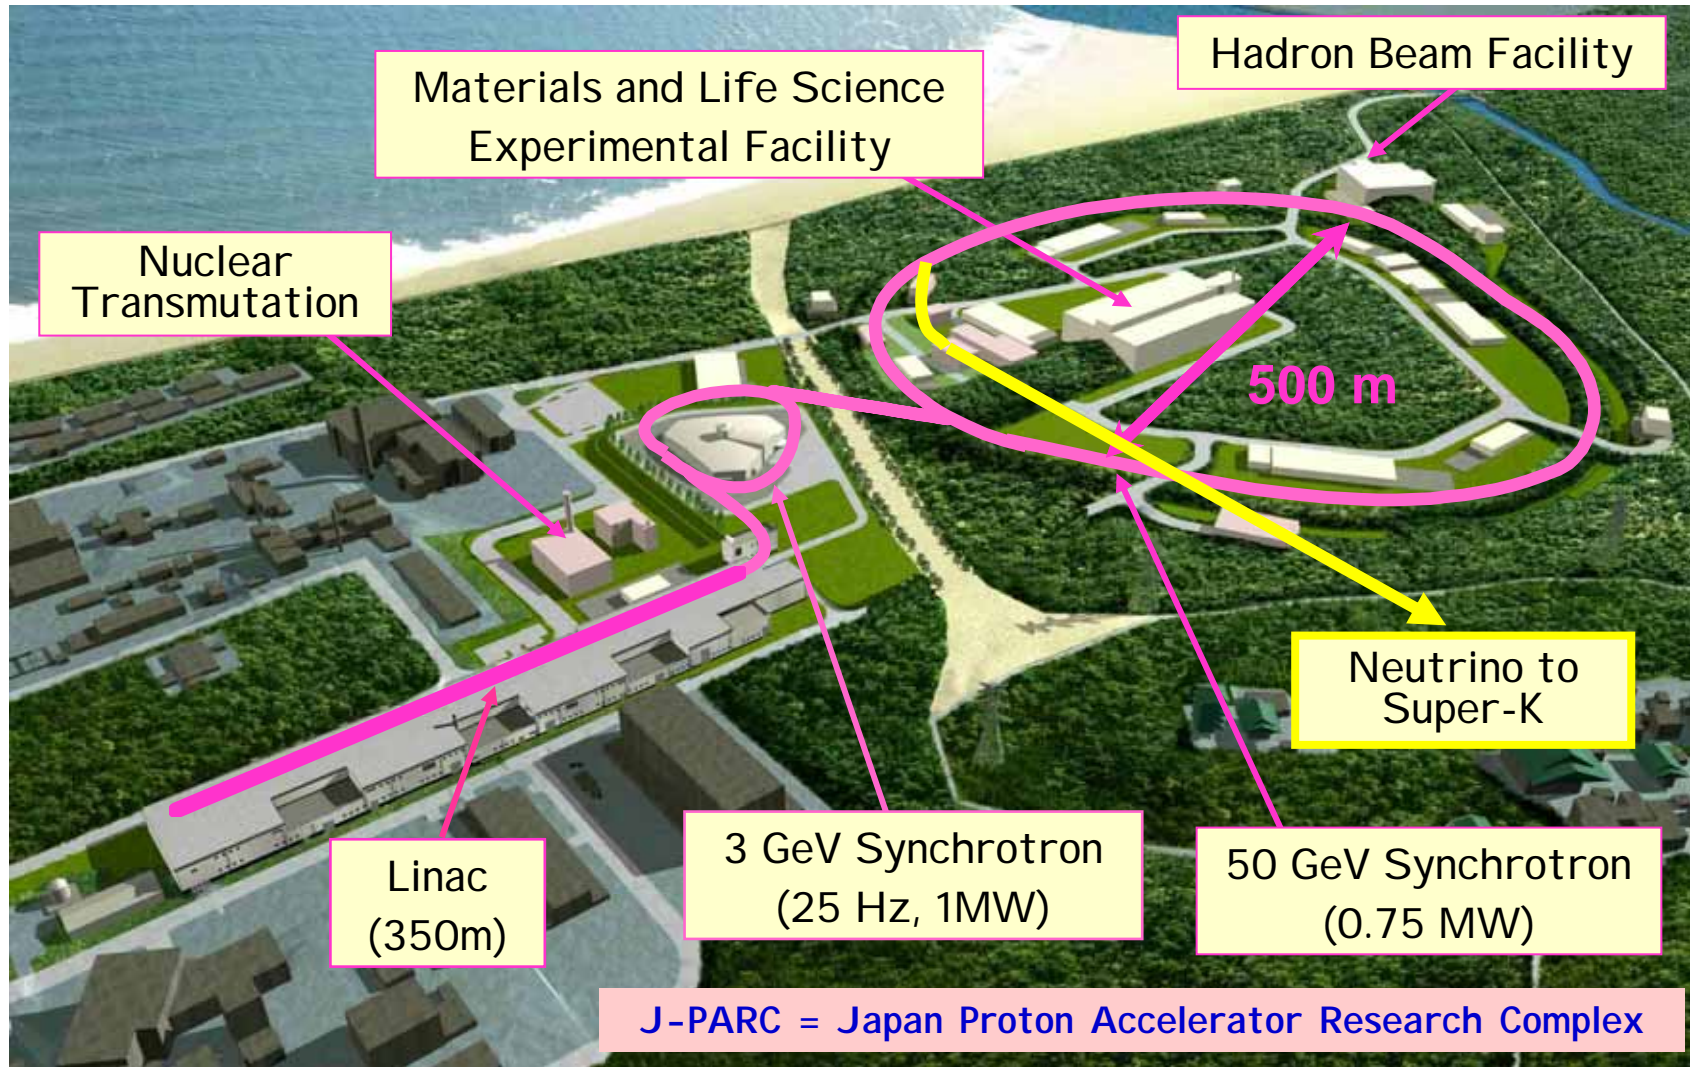 Hadron Beam Facility
Materials and Life Science
Experimental Facility
Nuclear
Transmutation
500 m
Neutrino to
Super-K
Linac
(350m)
3 GeV Synchrotron
(25 Hz, 1MW)
50 GeV Synchrotron
(0.75 MW)
J-PARC = Japan Proton Accelerator Research Complex